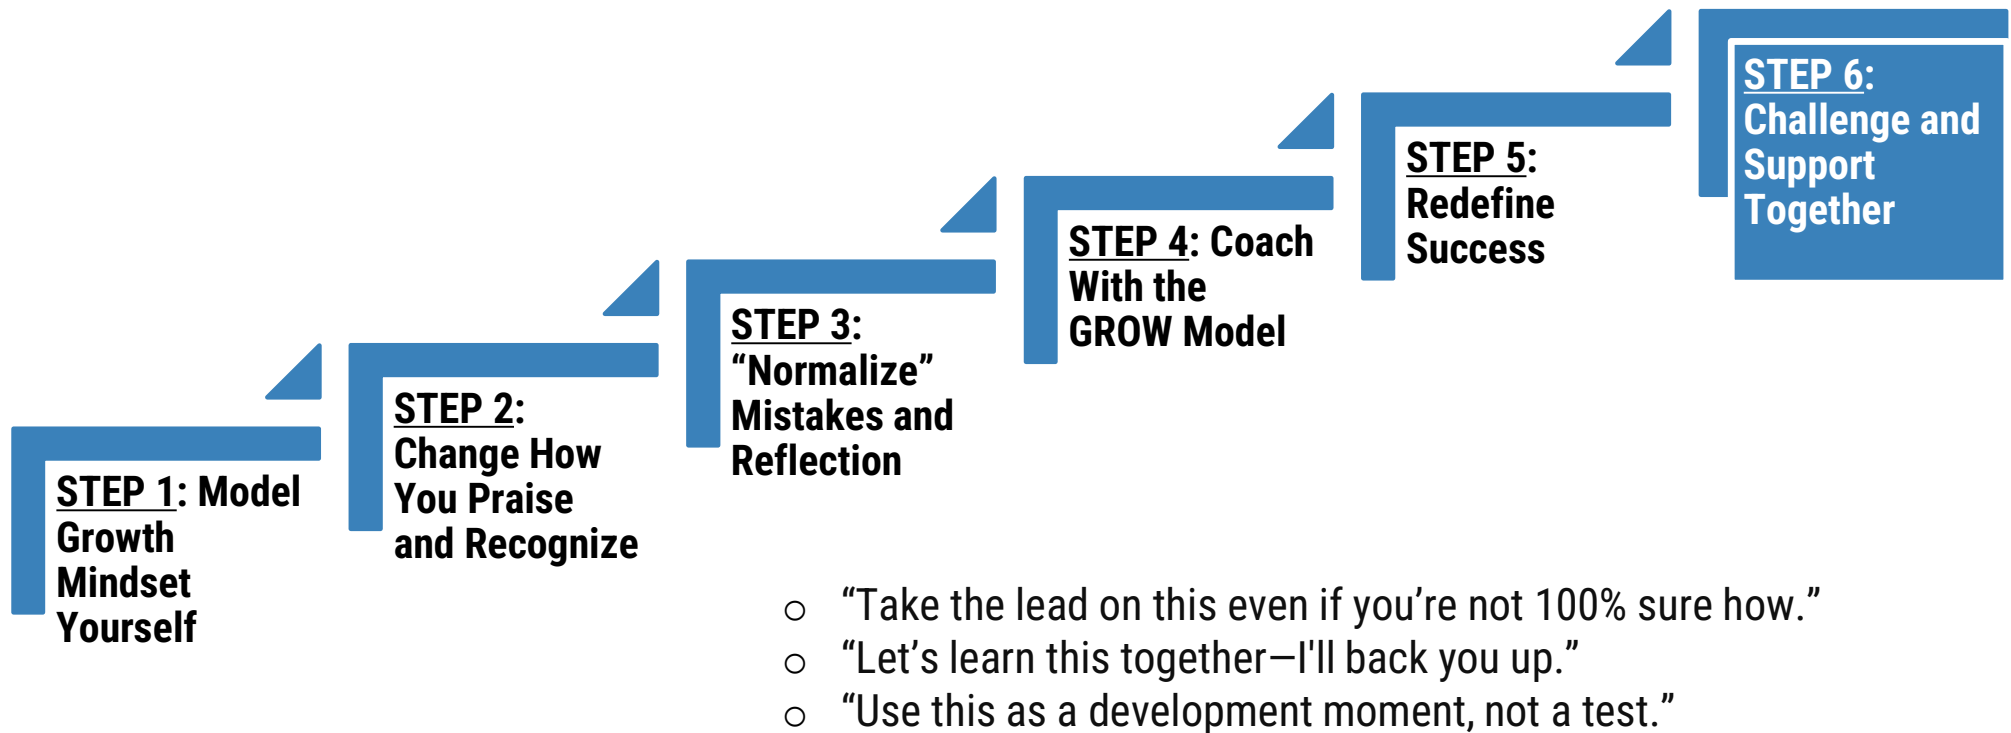 STEP 1: Model
Growth
Mindset
Yourself
STEP 2:
Change How
You Praise
and Recognize
STEP 3:
“Normalize”
Mistakes and
Reflection
STEP 4: Coach
With the
GROW Model
STEP 5:
Redefine
Success
STEP 6:
Challenge and
Support
Together
○ “Take the lead on this even if you’re not 100% sure how.”
○ “Let’s learn this together—I'll back you up.”
○ “Use this as a development moment, not a test.”